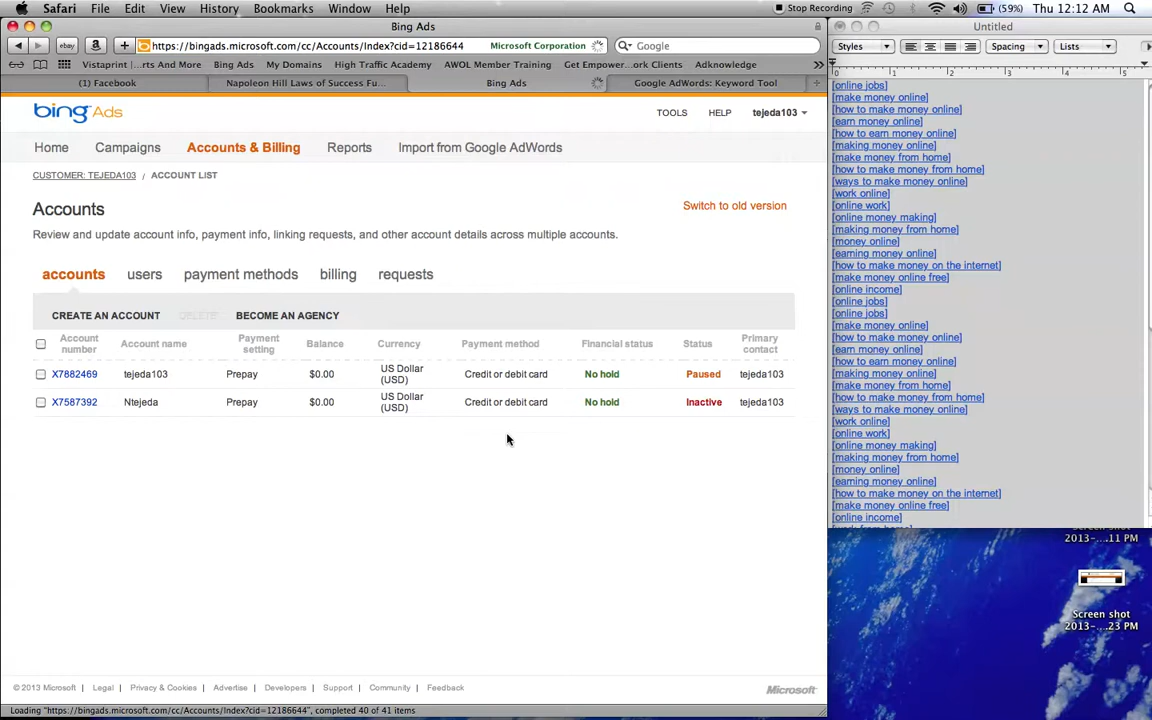 Safari File Edit View History Bookmarks Window Help Stop Recording (59%) Thu 12:12 AM
Bing Ads
ebay a https://bingads.microsoft.com/cc/Accounts/Index?cid=12186644 Microsoft Corporation Google
Vistaprint |...rts And More Bing Ads My Domains High Traffic Academy AWOL Member Training Get Empower...ork Clients Adknowledge
(1) Facebook Napoleon Hill Laws of Success Fu... Bing Ads Google AdWords: Keyword Tool
bing Ads TOOLS HELP tejeda103
Home Campaigns Accounts & Billing Reports Import from Google AdWords
CUSTOMER: TEJEDA103 / ACCOUNT LIST
Accounts Switch to old version
Review and update account info, payment info, linking requests, and other account details across multiple accounts.
accounts users payment methods billing requests
CREATE AN ACCOUNT DELETE BECOME AN AGENCY
Account number Account name Payment setting Balance Currency Payment method Financial status Status Primary contact
X7882469 tejeda103 Prepay $0.00 US Dollar (USD) Credit or debit card No hold Paused tejeda103
X7587392 Ntejeda Prepay $0.00 US Dollar (USD) Credit or debit card No hold Inactive tejeda103
© 2013 Microsoft | Legal | Privacy & Cookies | Advertise | Developers | Support | Community | Feedback Microsoft
Loading "https://bingads.microsoft.com/cc/Accounts/Index?cid=12186644", completed 40 of 41 items
Untitled
Styles Spacing Lists
0 1 2 3 4 5
[online jobs]
[make money online]
[how to make money online]
[earn money online]
[how to earn money online]
[making money online]
[make money from home]
[how to make money from home]
[ways to make money online]
[work online]
[online work]
[online money making]
[making money from home]
[money online]
[earning money online]
[how to make money on the internet]
[make money online free]
[online income]
[online jobs]
[online jobs]
[make money online]
[how to make money online]
[earn money online]
[how to earn money online]
[making money online]
[make money from home]
[how to make money from home]
[ways to make money online]
[work online]
[online work]
[online money making]
[making money from home]
[money online]
[earning money online]
[how to make money on the internet]
[make money online free]
[online income]
[work from home]
Screen shot
2013-....11 PM
Screen shot
2013-....23 PM